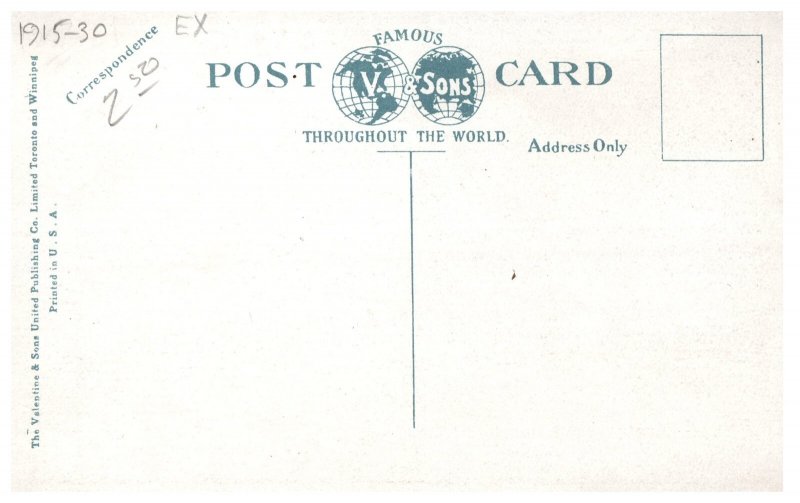 1915-30 EX
Correspondence
2 50
FAMOUS
POST V. & SONS CARD
THROUGHOUT THE WORLD.
Address Only
The Valentine & Sons United Publishing Co. Limited Toronto and Winnipeg
Printed in U.S.A.